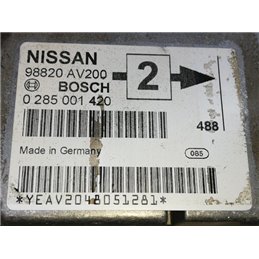 NISSAN
98820 AV200
2
BOSCH
0 285 001 420
488
Made in Germany
085
*YEAV2048051281*